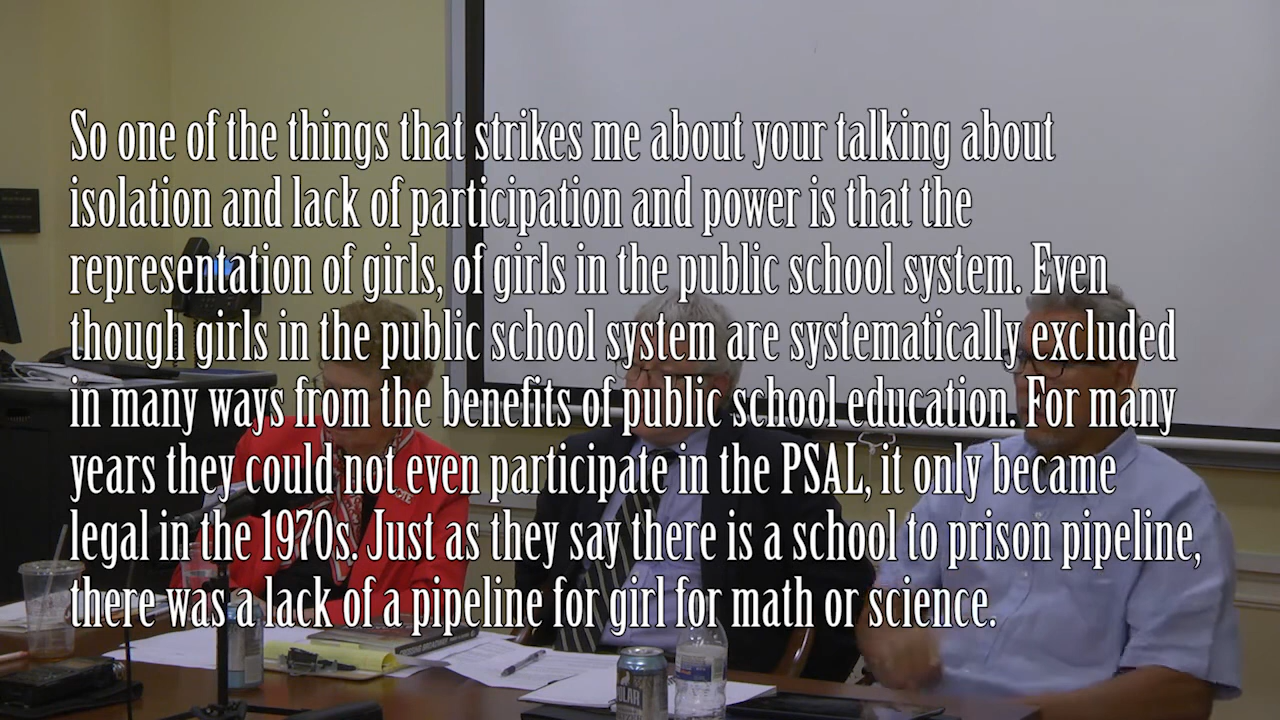 So one of the things that strikes me about your talking about
isolation and lack of participation and power is that the
representation of girls, of girls in the public school system. Even
though girls in the public school system are systematically excluded
in many ways from the benefits of public school education. For many
years they could not even participate in the PSAL, it only became
legal in the 1970s. Just as they say there is a school to prison pipeline,
there was a lack of a pipeline for girl for math or science.